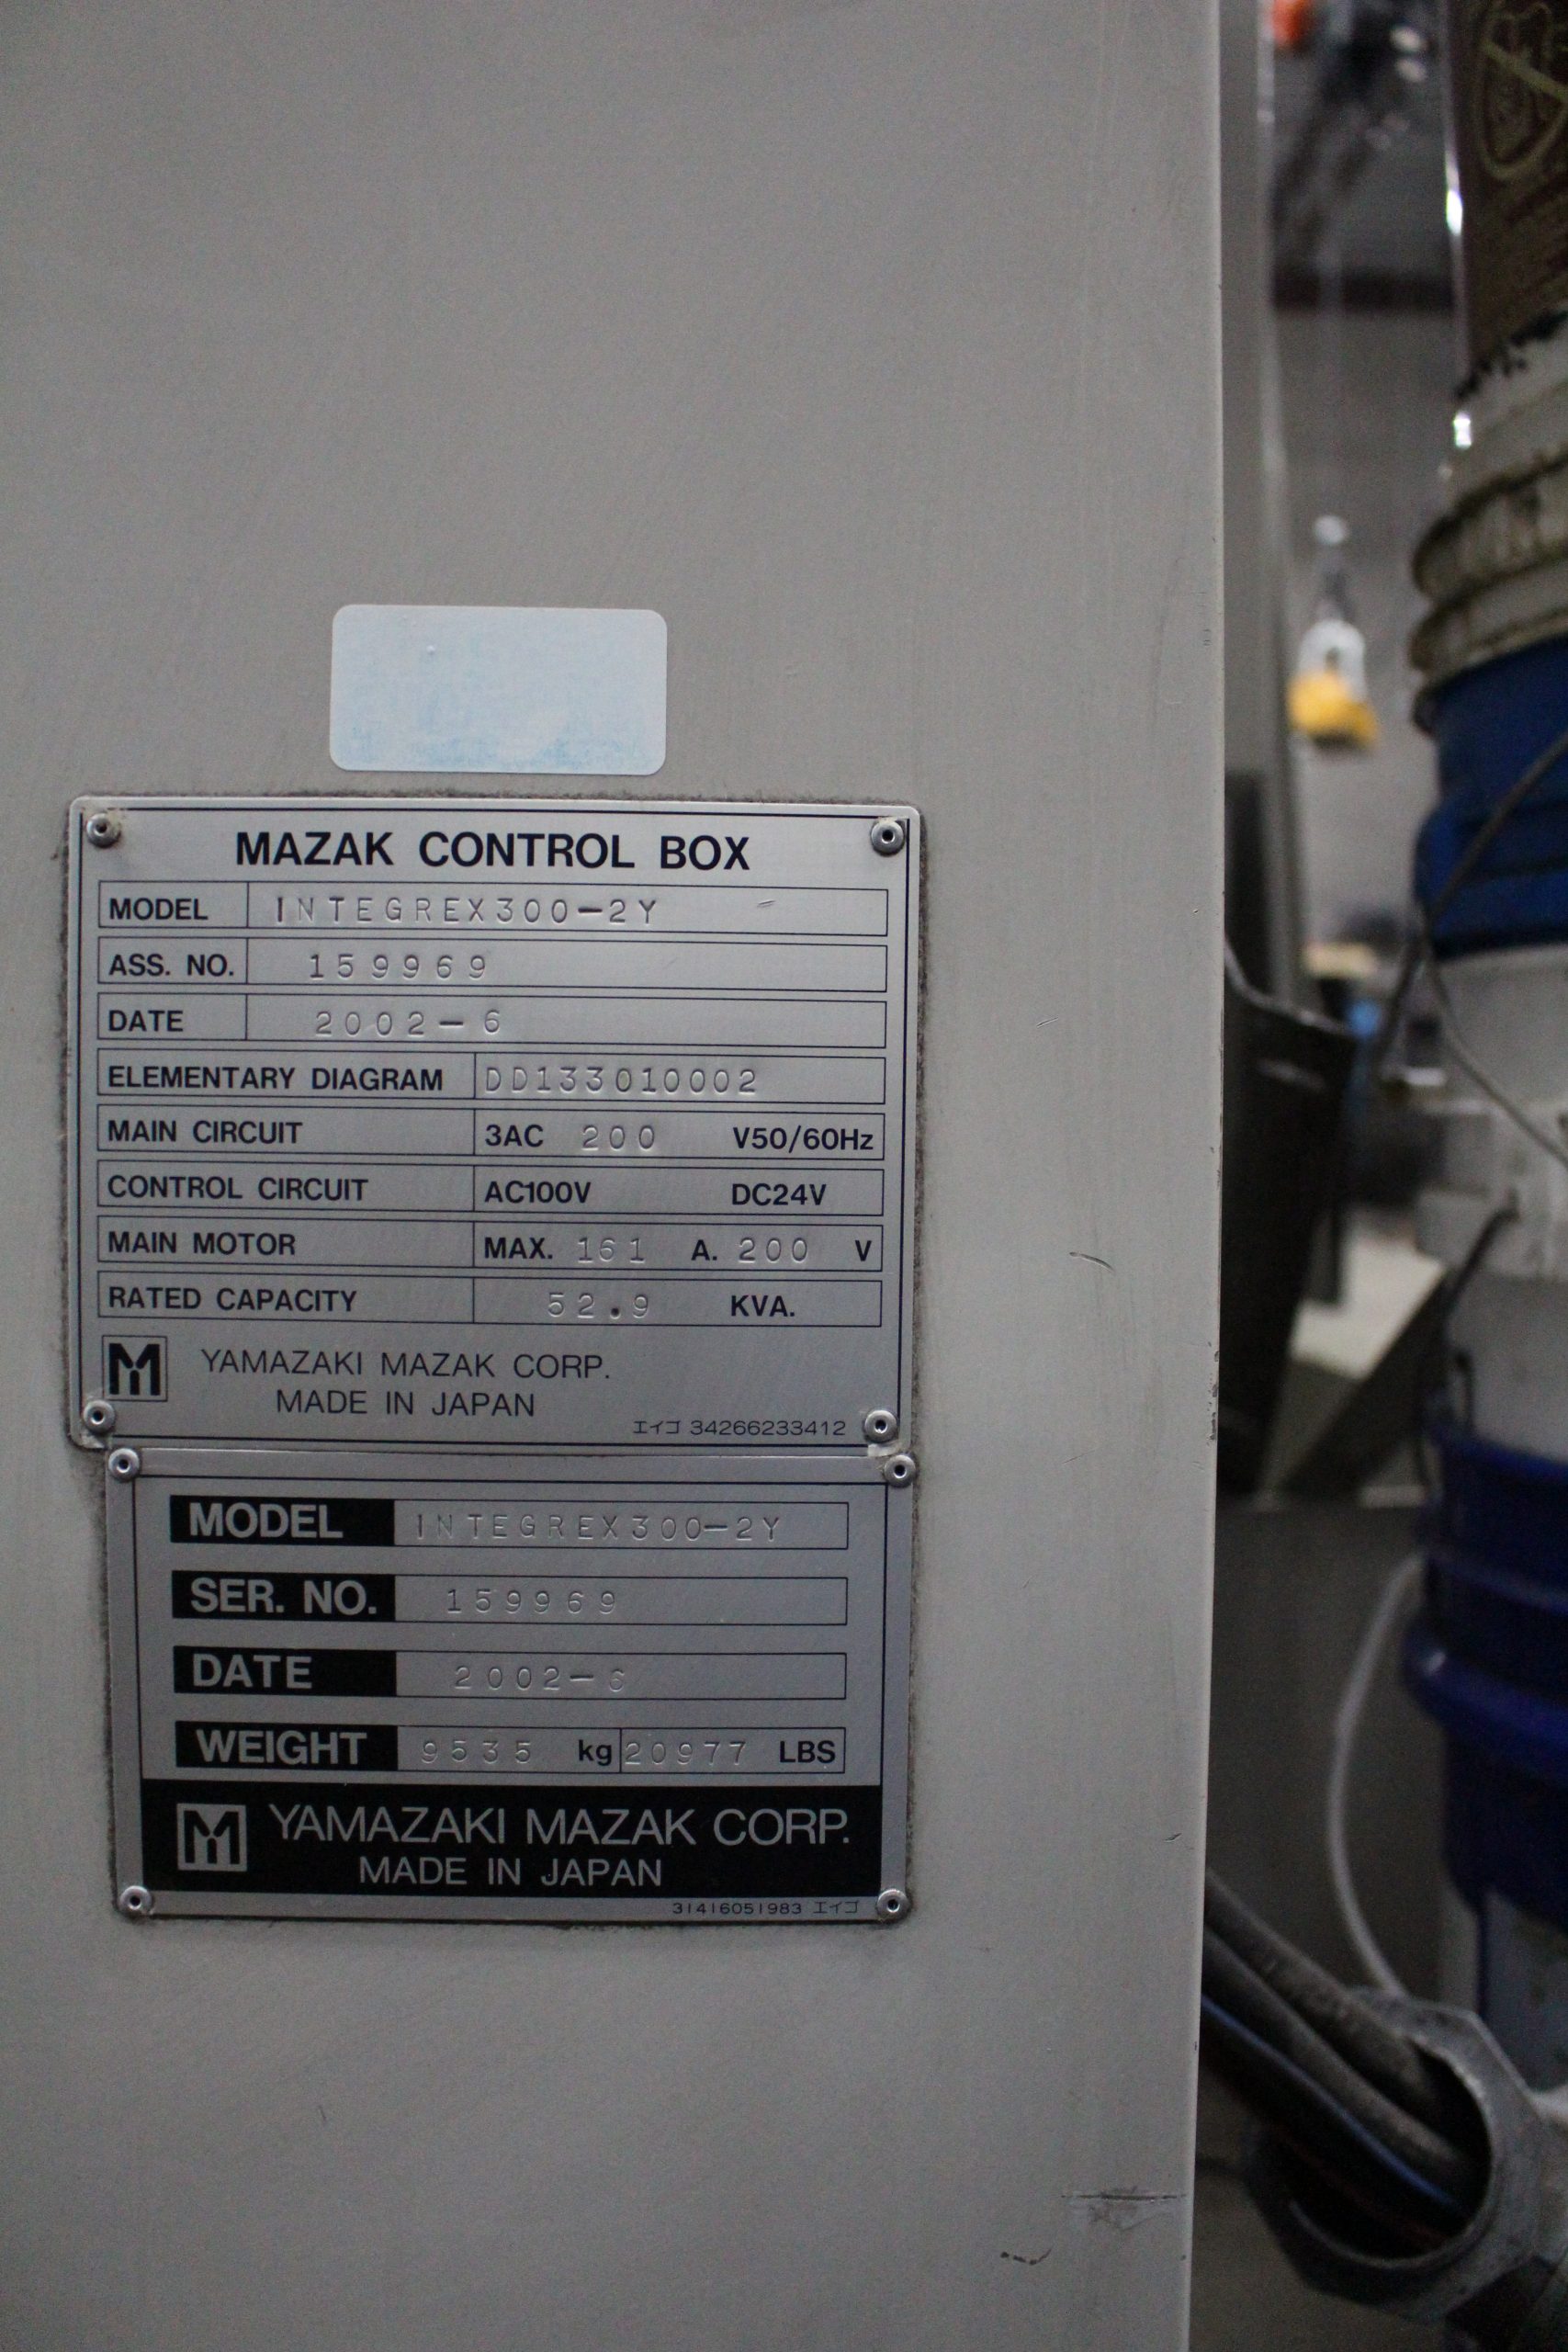 MAZAK CONTROL BOX
MODEL INTEGREX300-2Y
ASS. NO. 159969
DATE 2002-6
ELEMENTARY DIAGRAM DD133010002
MAIN CIRCUIT 3AC 200 V50/60Hz
CONTROL CIRCUIT AC100V DC24V
MAIN MOTOR MAX. 161 A. 200 V
RATED CAPACITY 52.9 KVA.
YAMAZAKI MAZAK CORP.
MADE IN JAPAN
エイゴ 34266233412
MODEL INTEGREX300-2Y
SER. NO. 159969
DATE 2002-6
WEIGHT 9535 kg 20977 LBS
YAMAZAKI MAZAK CORP.
MADE IN JAPAN
31416051983 エイゴ